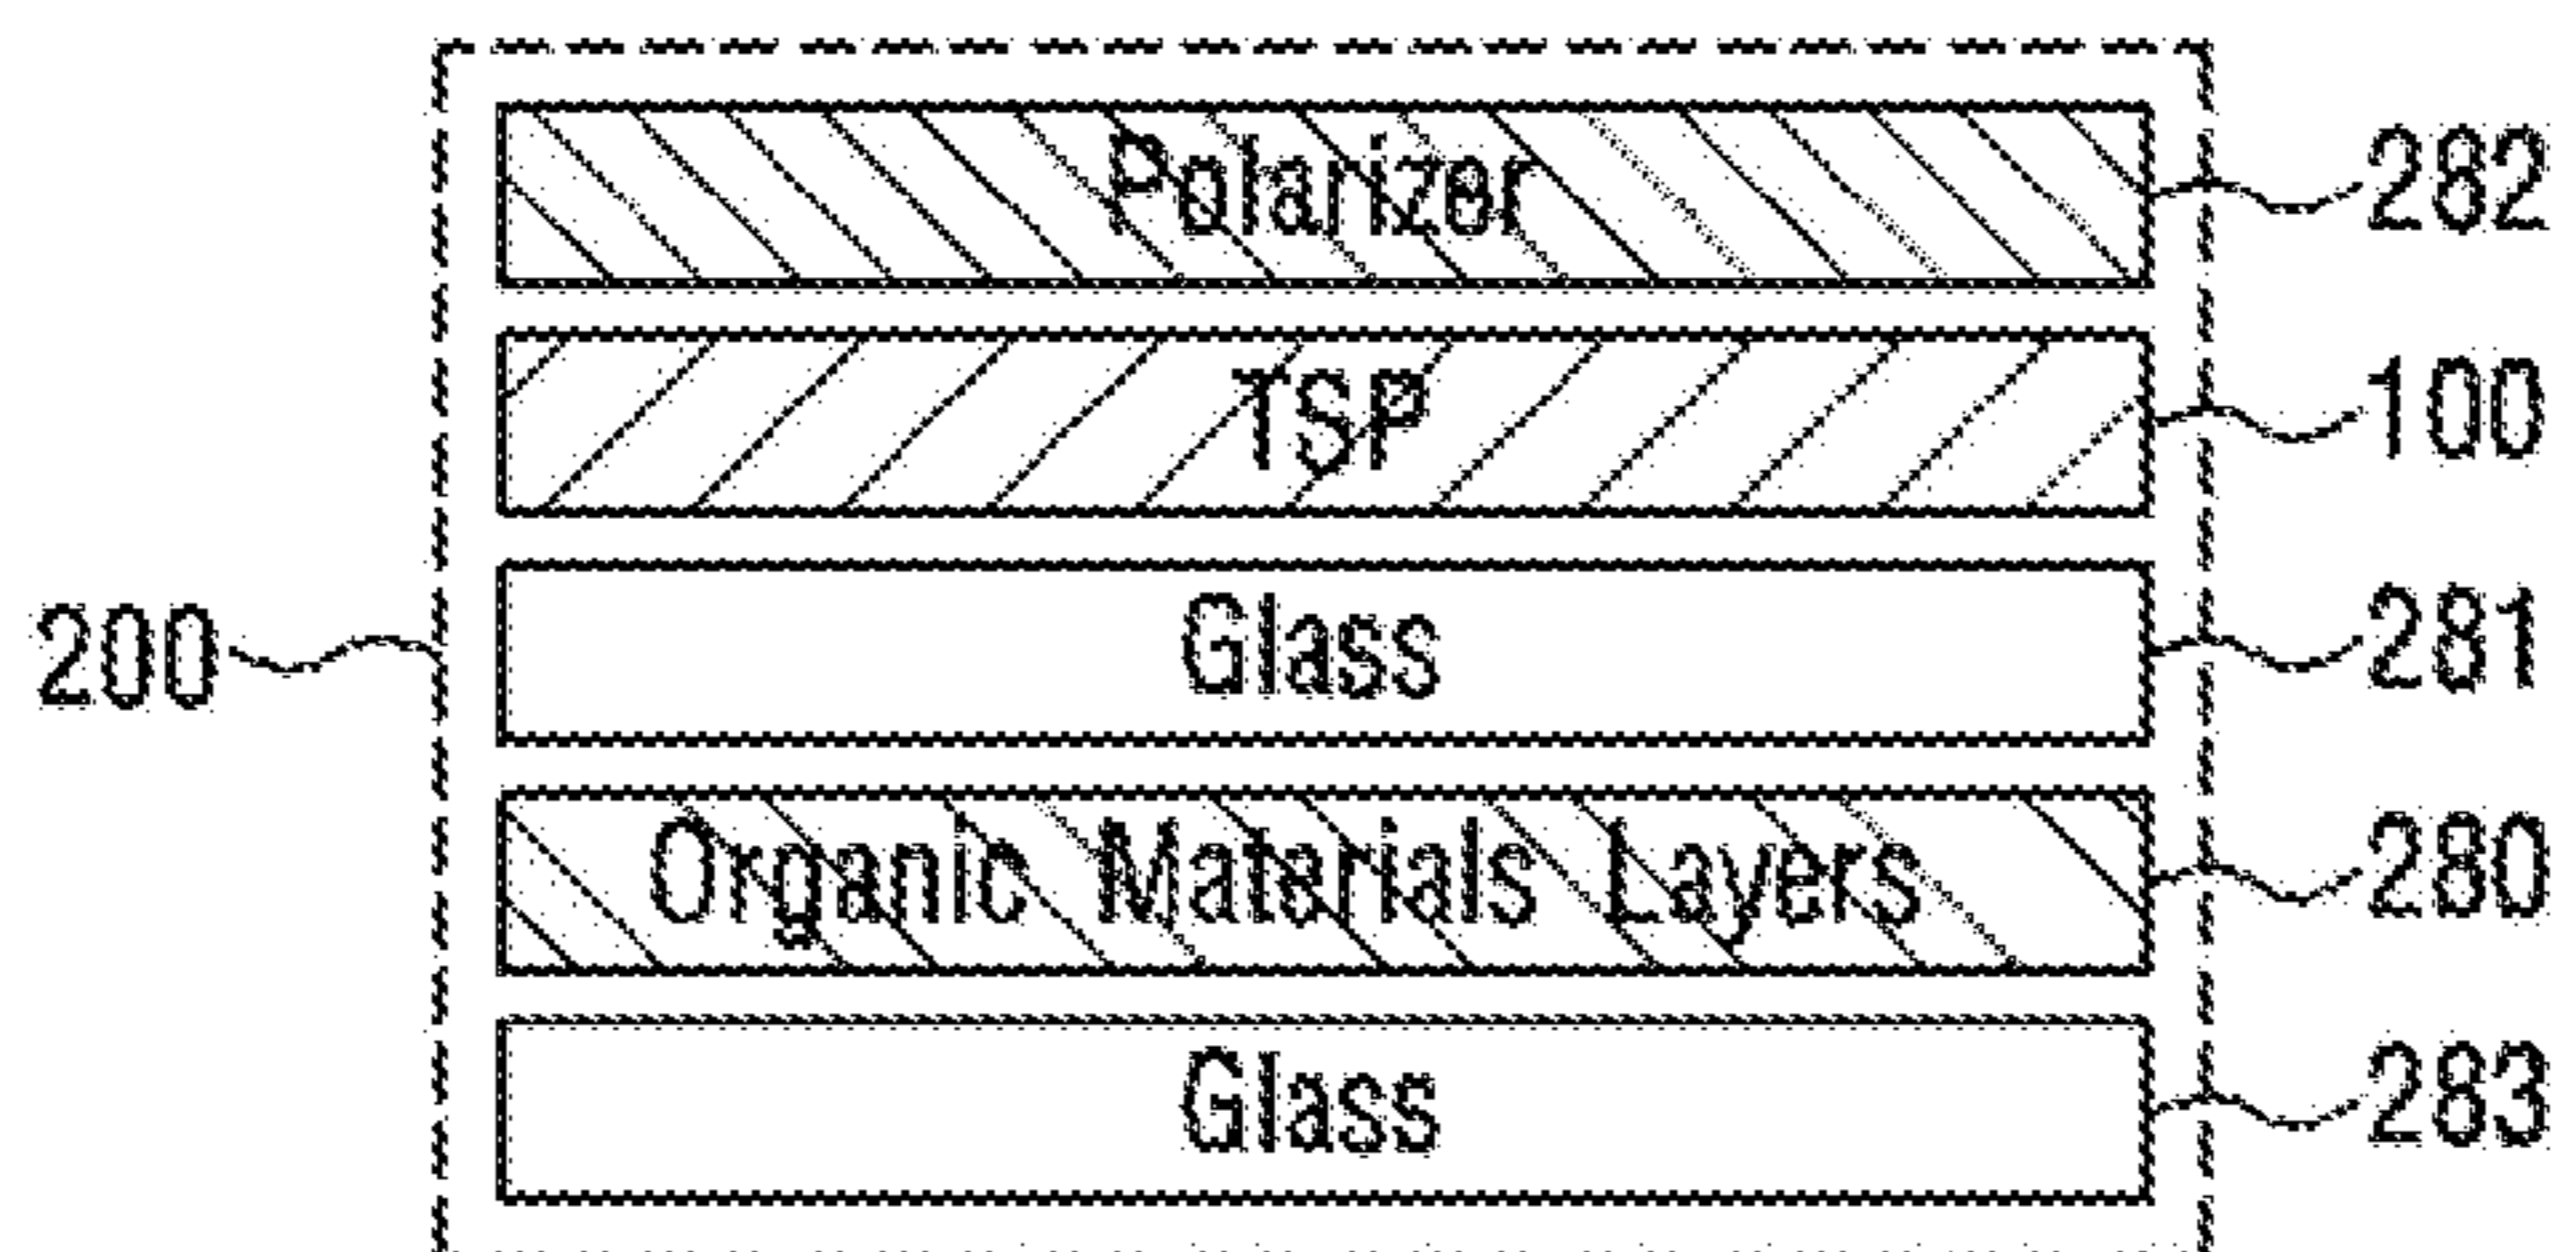 Polarizer 282
TSP 100
200 Glass 281
Organic Materials Layers 280
Glass 283